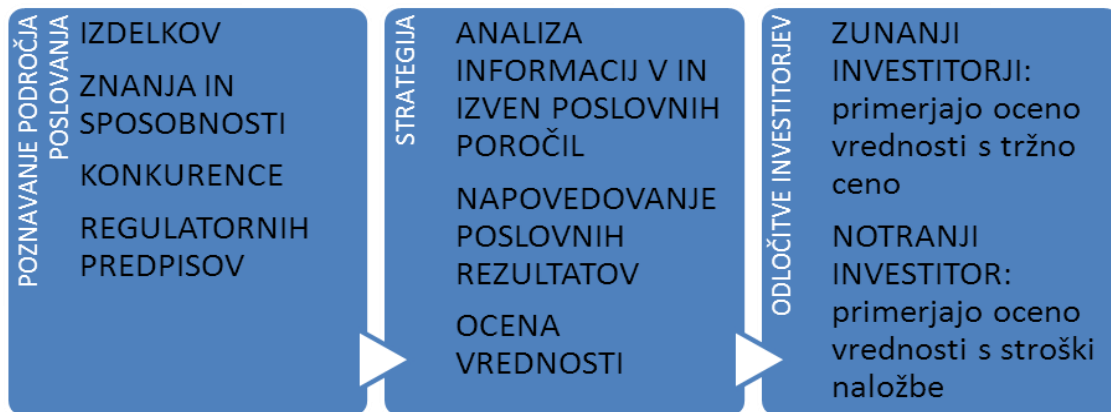 POZNAVANJE PODROČJA
POSLOVANJA
IZDELKOV
ZNANJA IN
SPOSOBNOSTI
KONKURENCE
REGULATORNIH
PREDPISOV
STRATEGIJA
ANALIZA
INFORMACIJ V IN
IZVEN POSLOVNIH
POROČIL
NAPOVEDOVANJE
POSLOVNIH
REZULTATOV
OCENA
VREDNOSTI
ODLOČITVE INVESTITORJEV
ZUNANJI
INVESTITORJI:
primerjajo oceno
vrednosti s tržno
ceno
NOTRANJI
INVESTITOR:
primerjajo oceno
vrednosti s stroški
naložbe